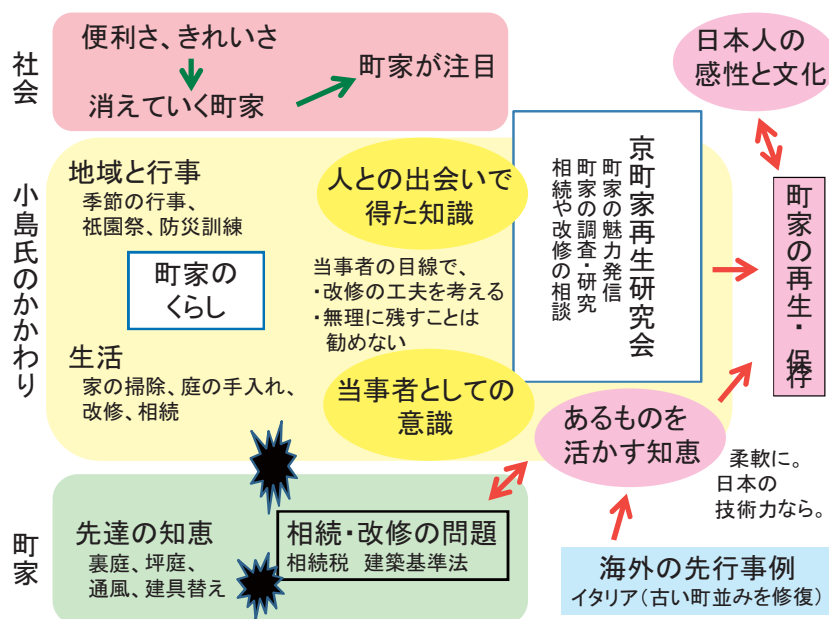 社会
便利さ、きれいさ
消えていく町家
町家が注目
日本人の
感性と文化
小島氏のかかわり
地域と行事
季節の行事、
祇園祭、防災訓練
町家の
くらし
生活
家の掃除、庭の手入れ、
改修、相続
人との出会いで
得た知識
当事者の目線で、
・改修の工夫を考える
・無理に残すことは
勧めない
当事者としての
意識
京町家再生研究会
町家の魅力発信
町家の調査・研究
相続や改修の相談
町家の再生・保存
あるものを
活かす知恵
柔軟に。
日本の
技術力なら。
町家
先達の知恵
裏庭、坪庭、
通風、建具替え
相続・改修の問題
相続税 建築基準法
海外の先行事例
イタリア（古い町並みを修復）